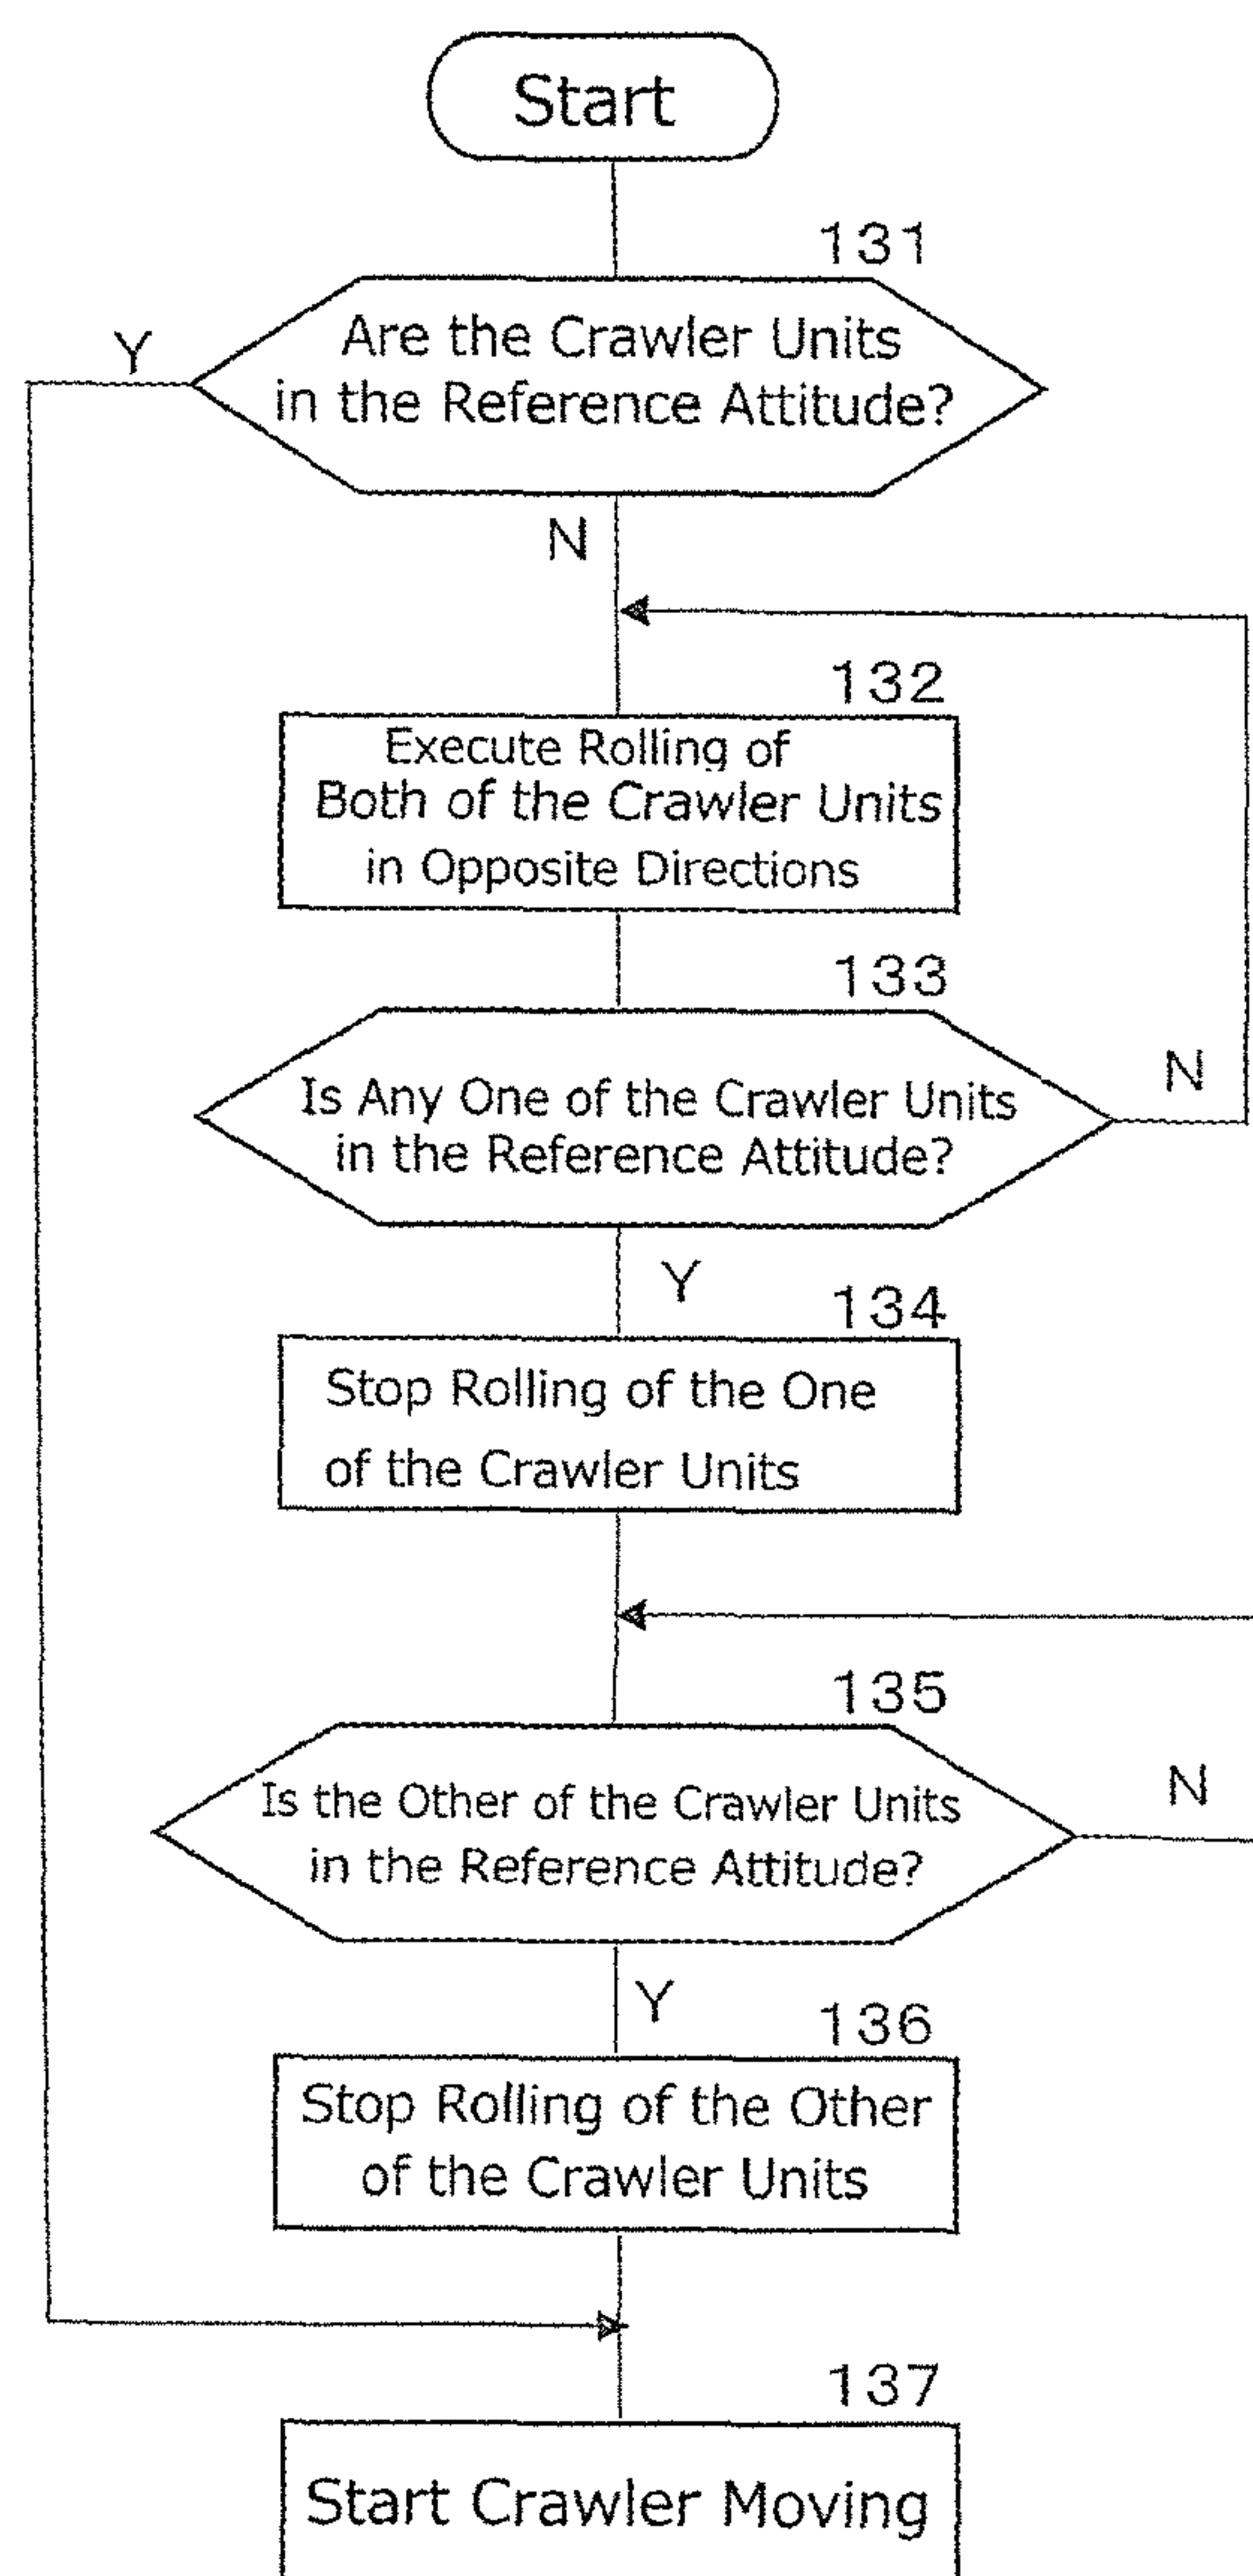 Start
131
Are the Crawler Units
in the Reference Attitude?
Y
N
132
Execute Rolling of
Both of the Crawler Units
in Opposite Directions
133
Is Any One of the Crawler Units
in the Reference Attitude?
N
Y
134
Stop Rolling of the One
of the Crawler Units
135
Is the Other of the Crawler Units
in the Reference Attitude?
N
Y
136
Stop Rolling of the Other
of the Crawler Units
137
Start Crawler Moving